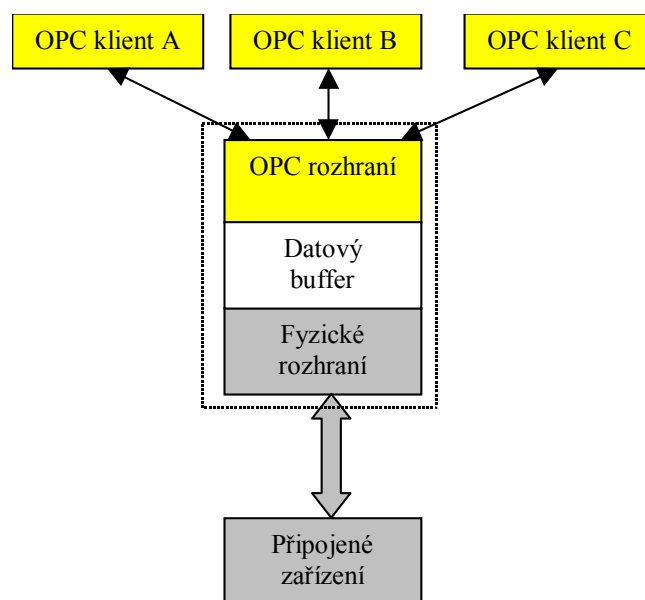 OPC klient A
OPC klient B
OPC klient C
OPC rozhraní
Datový
buffer
Fyzické
rozhraní
Připojené
zařízení